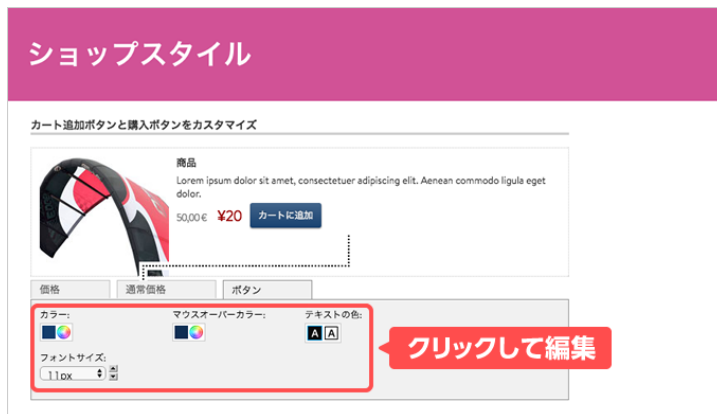 ショップスタイル
カート追加ボタンと購入ボタンをカスタマイズ
商品
Lorem ipsum dolor sit amet, consectetuer adipiscing elit. Aenean commodo ligula eget
dolor.
50,00 € ¥20 カートに追加
価格 通常価格 ボタン
カラー: マウスオーバーカラー: テキストの色:
A A
フォントサイズ:
11px
クリックして編集